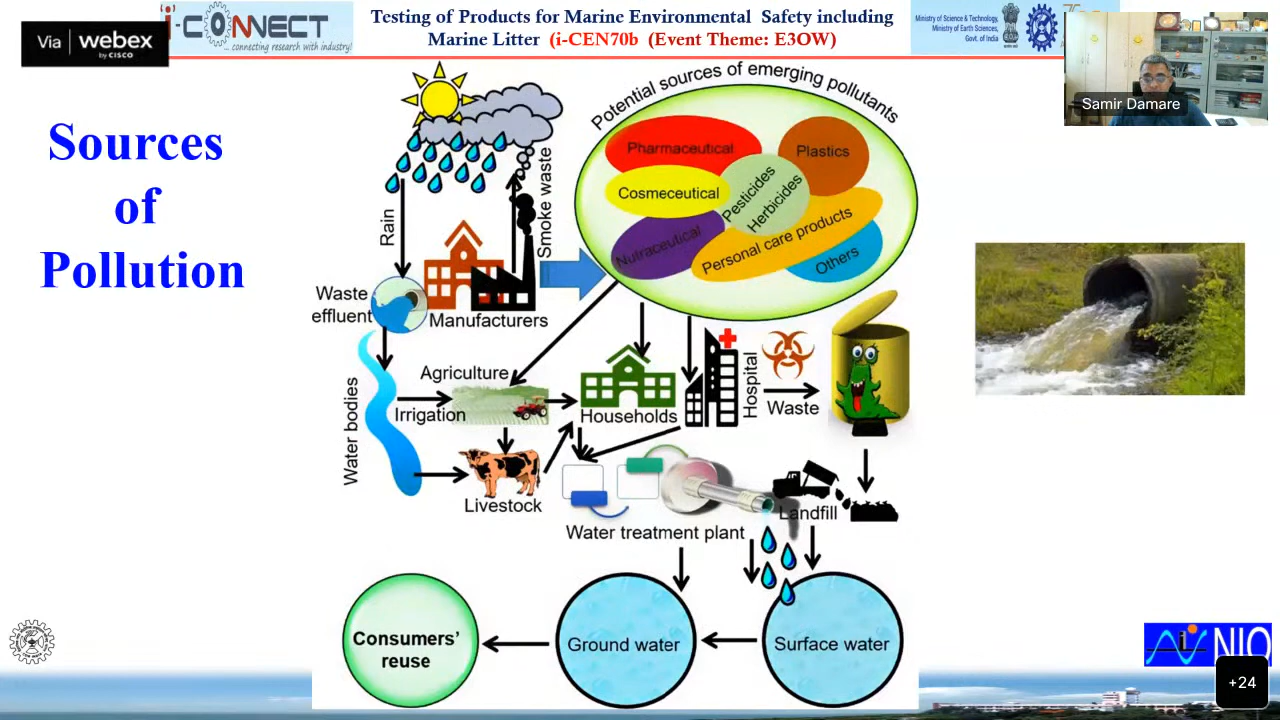 Via webex
by CISCO
i-CONNECT
... connecting research with industry!
Testing of Products for Marine Environmental Safety including
Marine Litter (i-CEN70b (Event Theme: E3OW)
Ministry of Science & Technology,
Ministry of Earth Sciences,
Govt. of India
Samir Damare
Sources
of
Pollution
Potential sources of emerging pollutants
Pharmaceutical
Plastics
Cosmeceutical
Pesticides
Herbicides
Nutraceutical
Personal care products
Others
Rain
Smoke waste
Waste
effluent
Manufacturers
Agriculture
Irrigation
Water bodies
Households
Hospital
Waste
Livestock
Water treatment plant
Landfill
Consumers'
reuse
Ground water
Surface water
NIO
+24